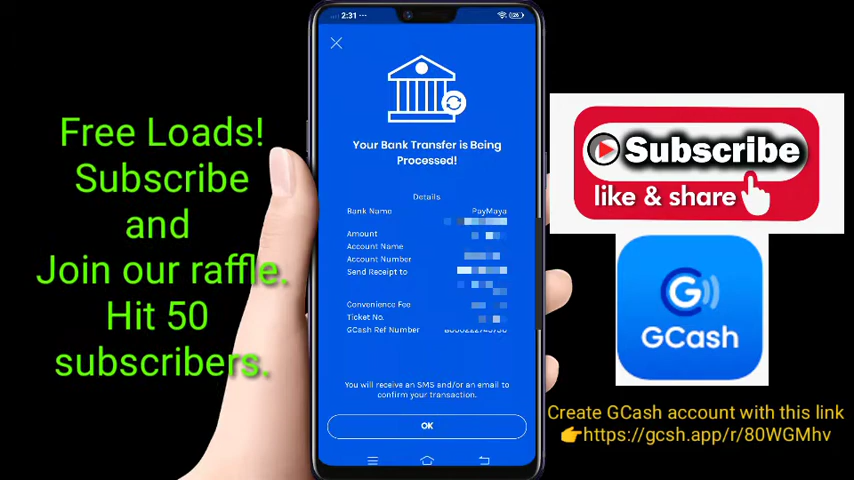 Free Loads!
Subscribe
and
Join our raffle.
Hit 50
subscribers.
2:31 ...
Your Bank Transfer is Being
Processed!
Details
Bank Name PayMaya
Amount
Account Name
Account Number
Send Receipt to
Convenience Fee
Ticket No.
GCash Ref Number
You will receive an SMS and/or an email to
confirm your transaction.
OK
Subscribe
like & share
G
GCash
Create GCash account with this link
👉https://gcsh.app/r/80WGMhv